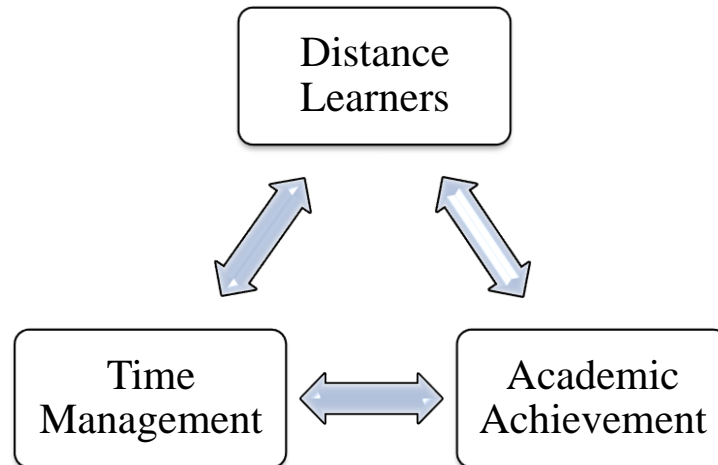 Distance
Learners
Time
Management
Academic
Achievement